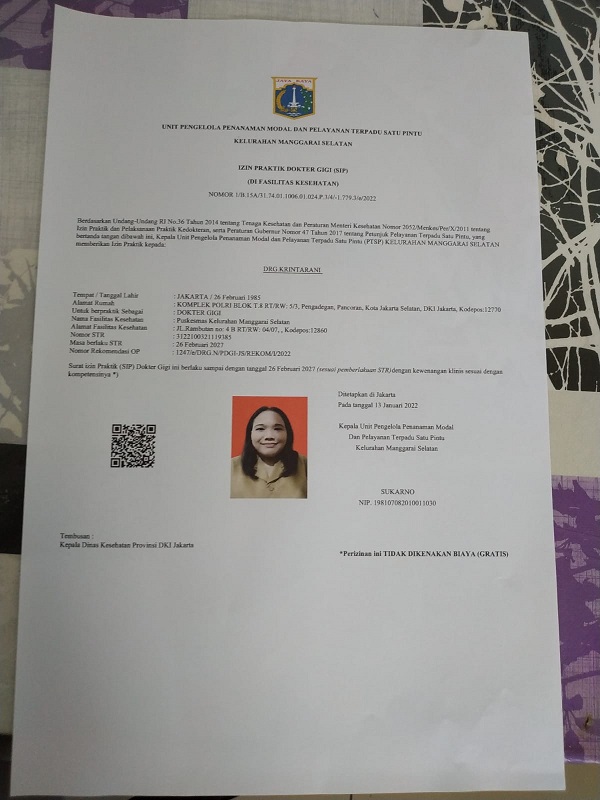 JAYA RAYA
UNIT PENGELOLA PENANAMAN MODAL DAN PELAYANAN TERPADU SATU PINTU
KELURAHAN MANGGARAI SELATAN
IZIN PRAKTIK DOKTER GIGI (SIP)
(DI FASILITAS KESEHATAN)
NOMOR 1/B.15A/31.74.01.1006.01.024.P.3/4/-1.779.3/e/2022
Berdasarkan Undang-Undang RI No.36 Tahun 2014 tentang Tenaga Kesehatan dan Peraturan Menteri Kesehatan Nomor 2052/Menkes/Per/X/2011 tentang
Izin Praktik dan Pelaksanaan Praktik Kedokteran, serta Peraturan Gubernur Nomor 47 Tahun 2017 tentang Petunjuk Pelayanan Terpadu Satu Pintu, yang
bertanda tangan dibawah ini, Kepala Unit Pengelola Penanaman Modal dan Pelayanan Terpadu Satu Pintu (PTSP) KELURAHAN MANGGARAI SELATAN
memberikan Izin Praktik kepada:
DRG KRINTARANI
Tempat / Tanggal Lahir : JAKARTA / 26 Februari 1985
Alamat Rumah : KOMPLEK POLRI BLOK T.8 RT/RW: 5/3, Pengadegan, Pancoran, Kota Jakarta Selatan, DKI Jakarta, Kodepos:12770
Untuk berpraktik Sebagai : DOKTER GIGI
Nama Fasilitas Kesehatan : Puskesmas Kelurahan Manggarai Selatan
Alamat Fasilitas Kesehatan : JL.Rambutan no: 4 B RT/RW: 04/07, , Kodepos:12860
Nomor STR : 3122100321119385
Masa berlaku STR : 26 Februari 2027
Nomor Rekomendasi OP : 1247/e/DRG.N/PDGI-JS/REKOM/I/2022
Surat izin Praktik (SIP) Dokter Gigi ini berlaku sampai dengan tanggal 26 Februari 2027 (sesuai pemberlakuan STR)dengan kewenangan klinis sesuai dengan
kompetensinya *)
Ditetapkan di Jakarta
Pada tanggal 13 Januari 2022
Kepala Unit Pengelola Penanaman Modal
Dan Pelayanan Terpadu Satu Pintu
Kelurahan Manggarai Selatan
SUKARNO
NIP. 198107082010011030
Tembusan :
Kepala Dinas Kesehatan Provinsi DKI Jakarta
*Perizinan ini TIDAK DIKENAKAN BIAYA (GRATIS)